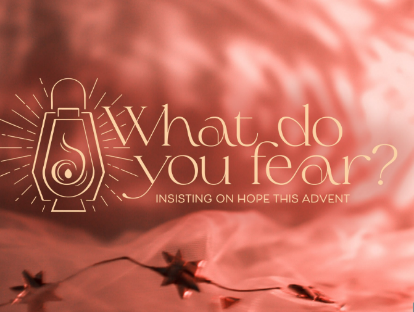 What do
you fear?
INSISTING ON HOPE THIS ADVENT